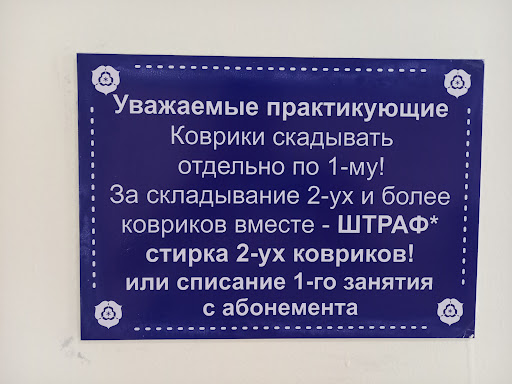 Уважаемые практикующие
Коврики скадывать
отдельно по 1-му!
За складывание 2-ух и более
ковриков вместе - ШТРАФ*
стирка 2-ух ковриков!
или списание 1-го занятия
с абонемента